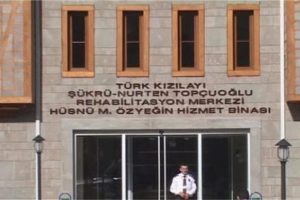 TÜRK KIZILAYI
ŞÜKRÜ-NURTEN TOPÇUOĞLU
REHABİLİTASYON MERKEZİ
HÜSNÜ M. ÖZYEĞİN HİZMET BİNASI